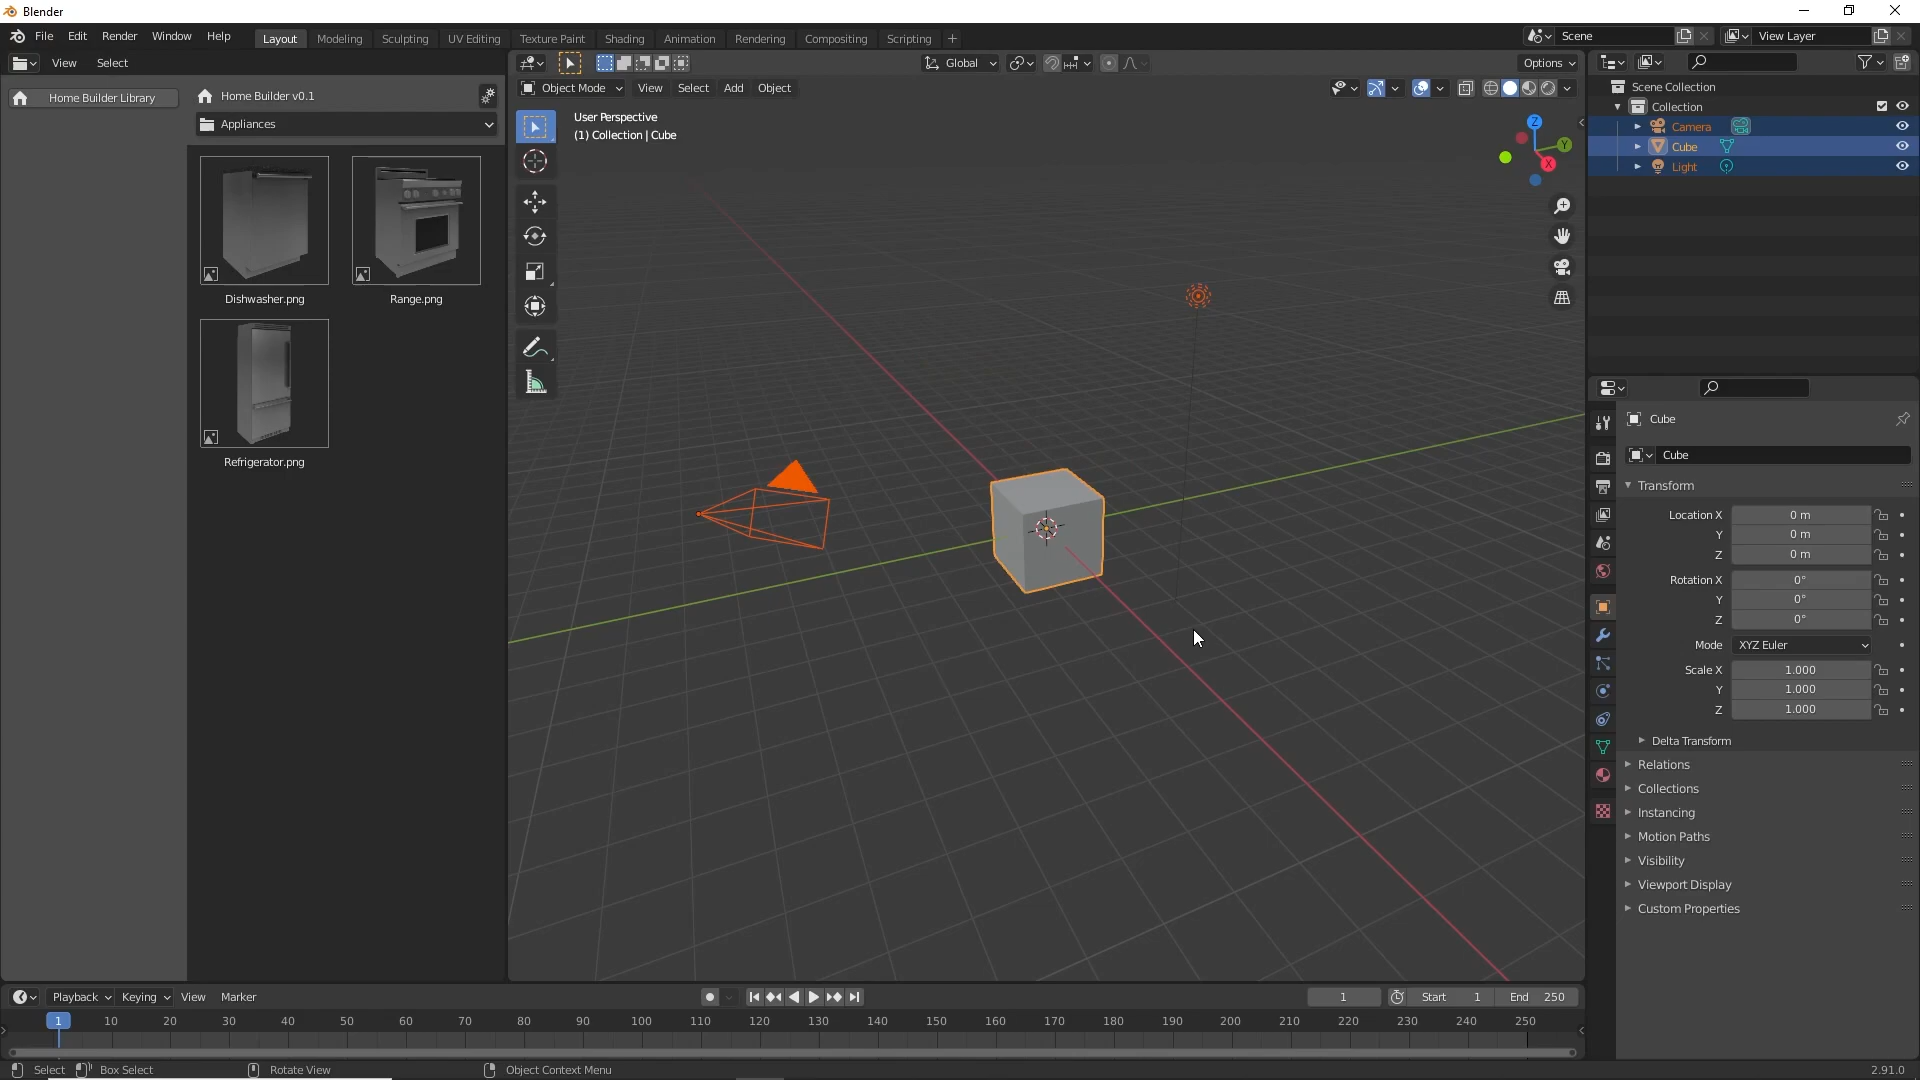 Blender
File Edit Render Window Help
Layout Modeling Sculpting UV Editing Texture Paint Shading Animation Rendering Compositing Scripting +
Scene
View Layer
View Select
Global
Options
Home Builder Library
Home Builder v0.1
Appliances
Object Mode View Select Add Object
User Perspective
(1) Collection | Cube
Z
Y
X
Dishwasher.png
Range.png
Refrigerator.png
Scene Collection
Collection
Camera
Cube
Light
Cube
Cube
Transform
Location X 0 m
Y 0 m
Z 0 m
Rotation X 0°
Y 0°
Z 0°
Mode XYZ Euler
Scale X 1.000
Y 1.000
Z 1.000
Delta Transform
Relations
Collections
Instancing
Motion Paths
Visibility
Viewport Display
Custom Properties
Playback Keying View Marker
1
Start 1
End 250
1 10 20 30 40 50 60 70 80 90 100 110 120 130 140 150 160 170 180 190 200 210 220 230 240 250
Select Box Select Rotate View Object Context Menu
2.91.0